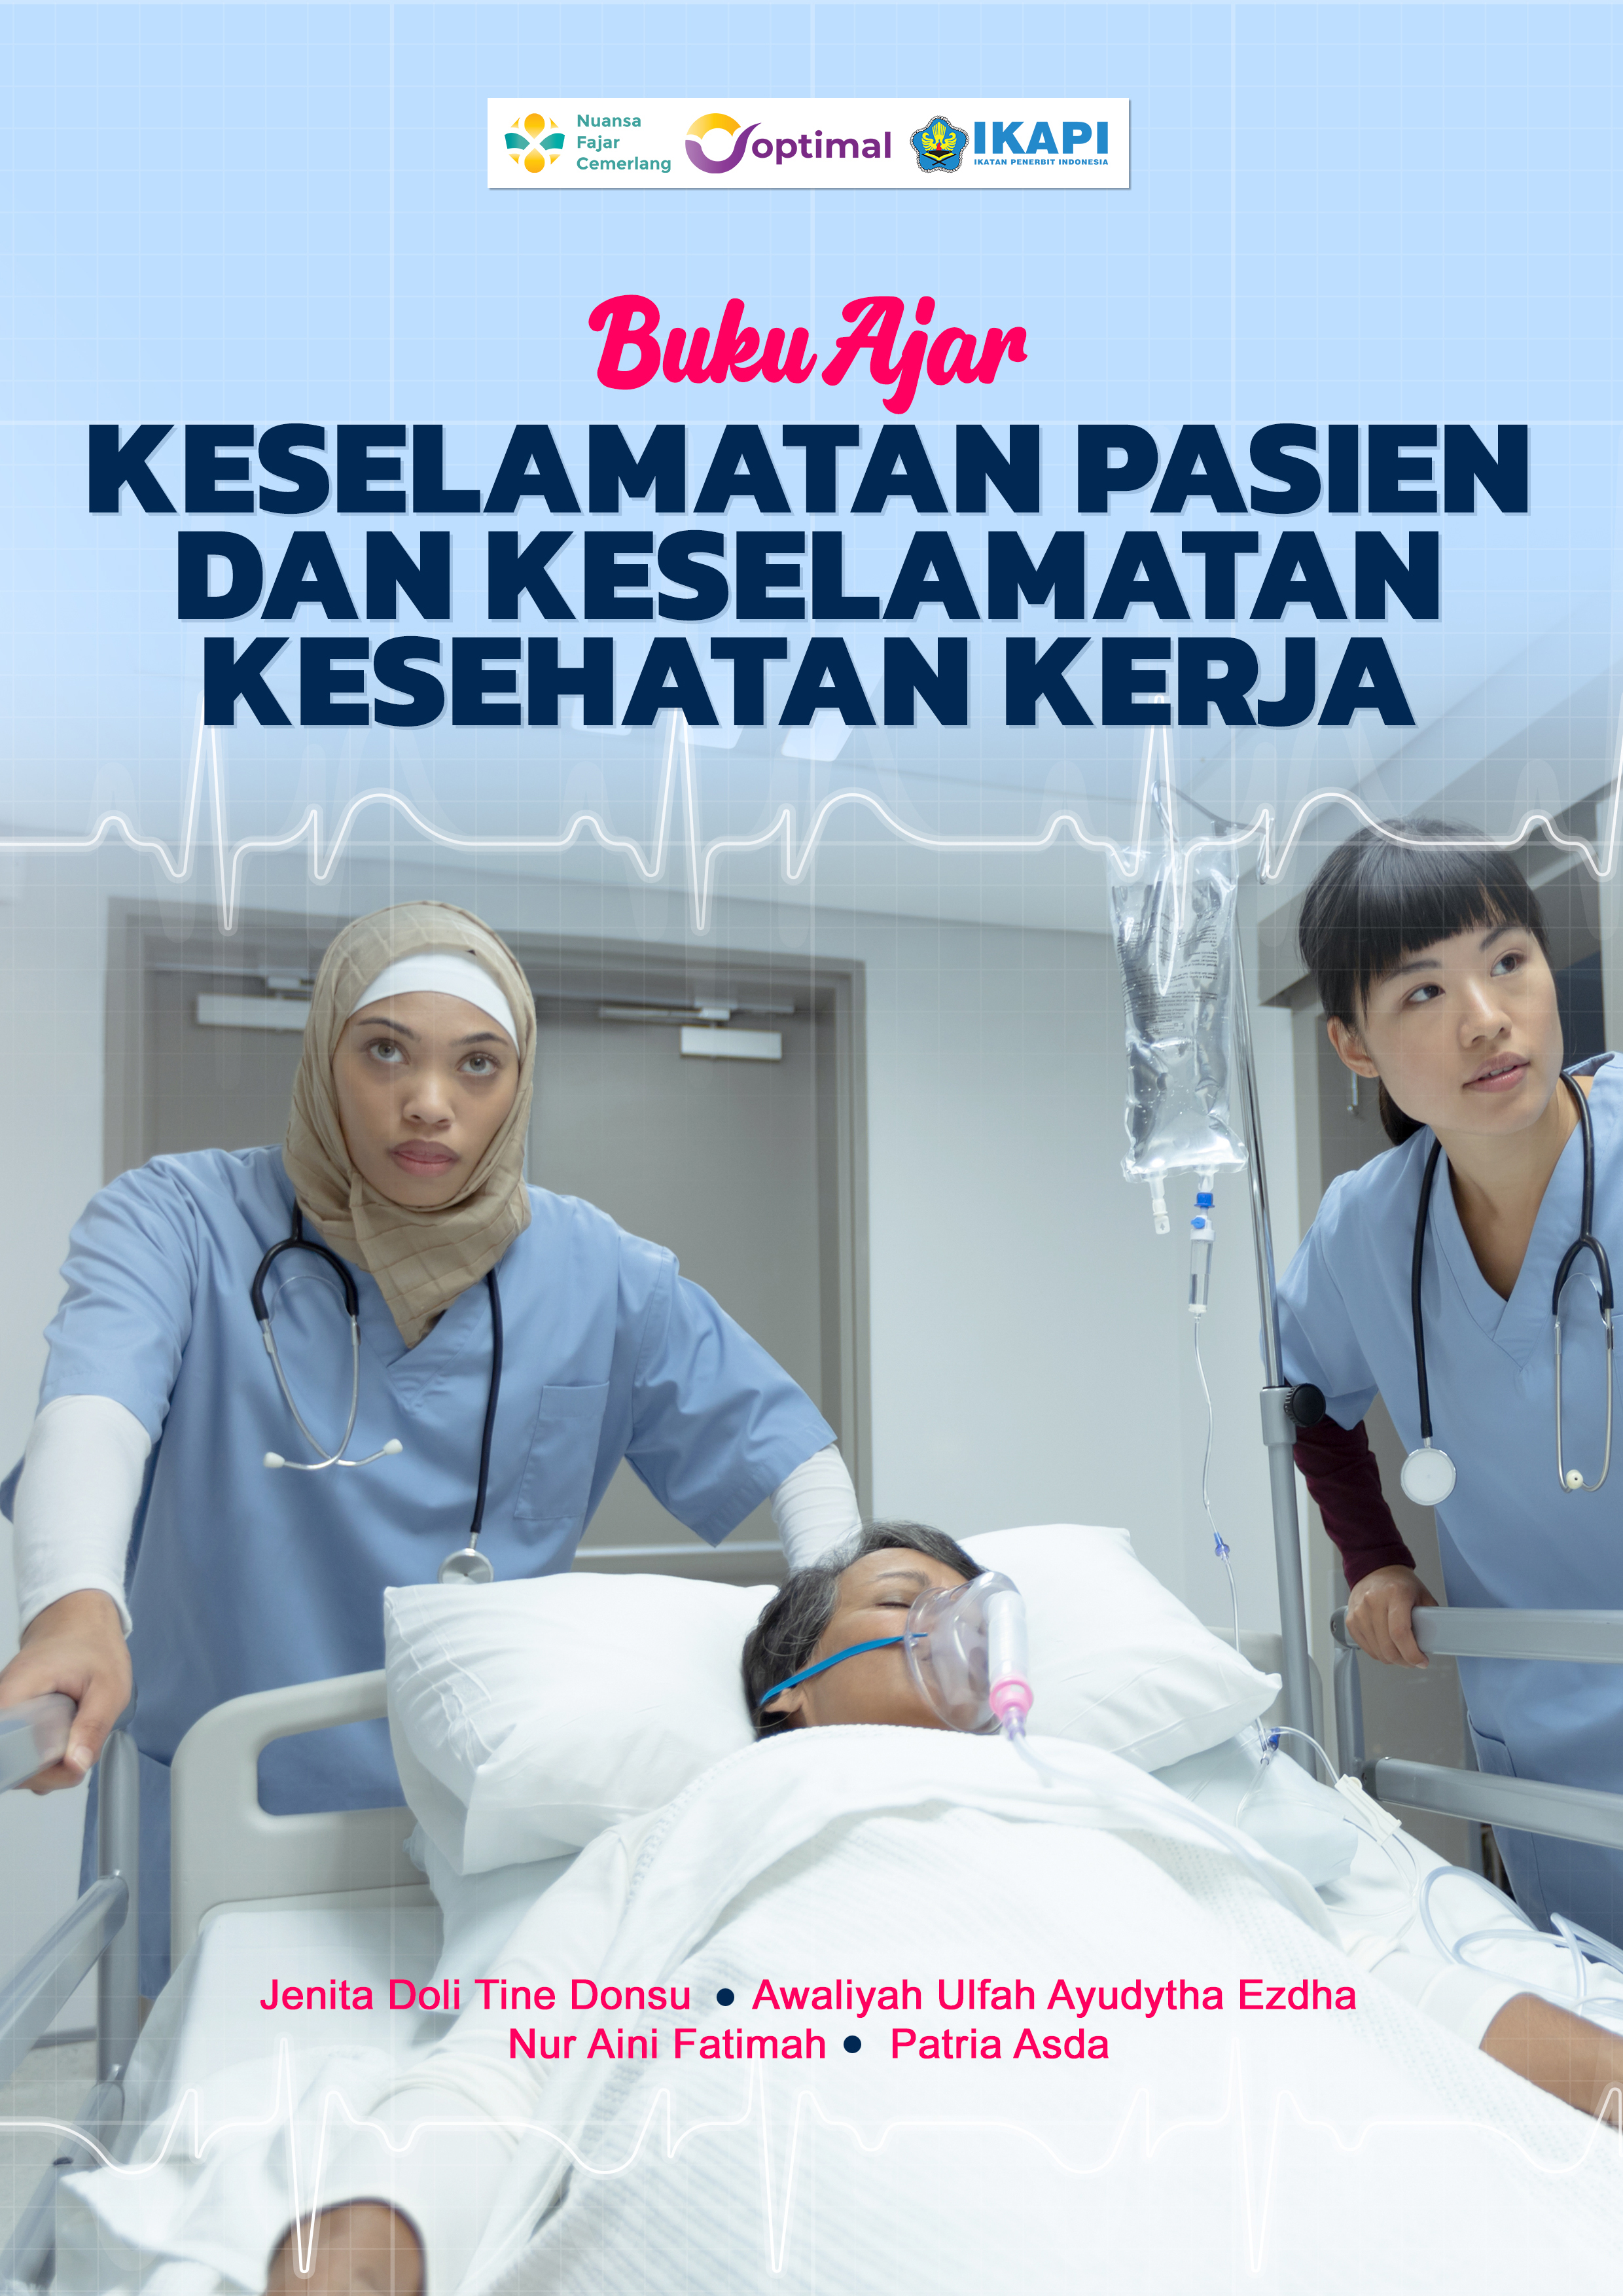 Nuansa
Fajar
Cemerlang
optimal
IKAPI
IKATAN PENERBIT INDONESIA
Buku Ajar
KESELAMATAN PASIEN
DAN KESELAMATAN
KESEHATAN KERJA
Jenita Doli Tine Donsu • Awaliyah Ulfah Ayudytha Ezdha
Nur Aini Fatimah • Patria Asda